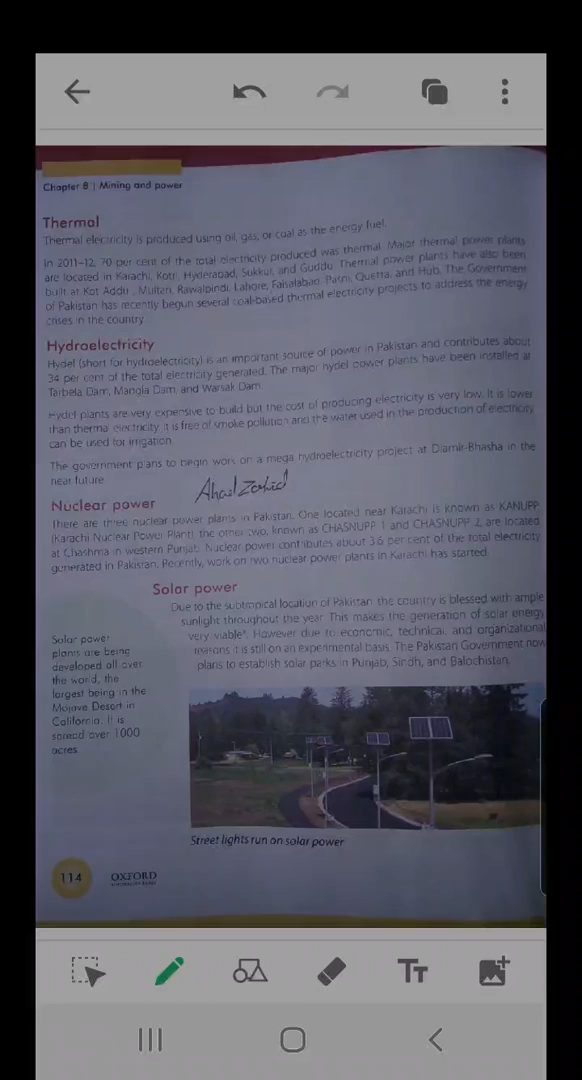 Chapter 8 | Mining and power
Thermal
Thermal electricity is produced using oil, gas, or coal as the energy fuel.
In 2011–12, 70 per cent of the total electricity produced was thermal. Major thermal power plants
are located in Karachi, Kotri, Hyderabad, Sukkur, and Guddu. Thermal power plants have also been
built at Kot Addu, Multan, Rawalpindi, Lahore, Faisalabad, Patni, Quetta, and Hub. The Government
of Pakistan has recently begun several coal-based thermal electricity projects to address the energy
crises in the country.
Hydroelectricity
Hydel (short for hydroelectricity) is an important source of power in Pakistan and contributes about
34 per cent of the total electricity generated. The major hydel power plants have been installed at
Tarbela Dam, Mangla Dam, and Warsak Dam.
Hydel plants are very expensive to build but the cost of producing electricity is very low. It is lower
than thermal electricity. It is free of smoke pollution and the water used in the production of electricity
can be used for irrigation.
The government plans to begin work on a mega hydroelectricity project at Diamir-Bhasha in the
near future.
Nuclear power
There are three nuclear power plants in Pakistan. One located near Karachi is known as KANUPP
(Karachi Nuclear Power Plant); the other two, known as CHASNUPP 1 and CHASNUPP 2, are located
at Chashma in western Punjab. Nuclear power contributes about 3.6 per cent of the total electricity
generated in Pakistan. Recently, work on two nuclear power plants in Karachi has started.
Solar power
Due to the subtropical location of Pakistan, the country is blessed with ample
sunlight throughout the year. This makes the generation of solar energy
very viable*. However due to economic, technical, and organizational
reasons it is still on an experimental basis. The Pakistan Government now
plans to establish solar parks in Punjab, Sindh, and Balochistan.
Solar power
plants are being
developed all over
the world, the
largest being in the
Mojave Desert in
California. It is
spread over 1000
acres.
Street lights run on solar power
114
OXFORD
UNIVERSITY PRESS
TT